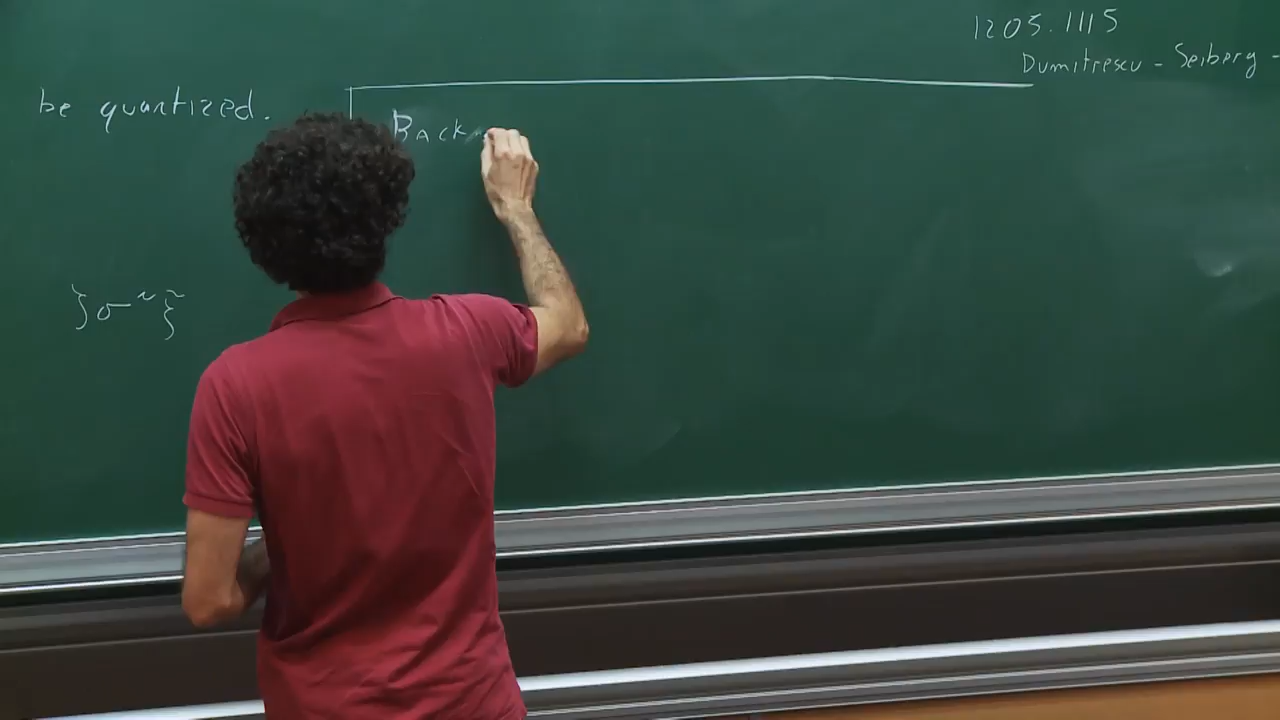 1205.1115
Dumitrescu - Seiberg -
be quantized.
Back
}σ^n}